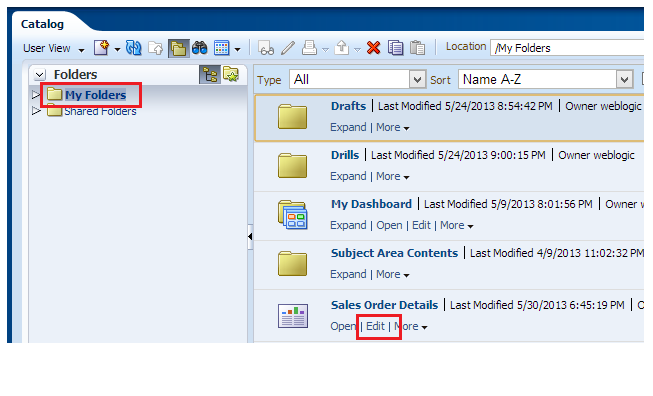 Catalog
User View Location /My Folders
Folders
My Folders
Shared Folders
Type All Sort Name A-Z
Drafts | Last Modified 5/24/2013 8:54:42 PM | Owner weblogic
Expand | More
Drills | Last Modified 5/24/2013 9:00:15 PM | Owner weblogic
Expand | More
My Dashboard | Last Modified 5/9/2013 8:01:56 PM | Owner
Expand | Open | Edit | More
Subject Area Contents | Last Modified 4/9/2013 11:02:32 PM
Expand | More
Sales Order Details | Last Modified 5/30/2013 6:45:19 PM |
Open | Edit | More